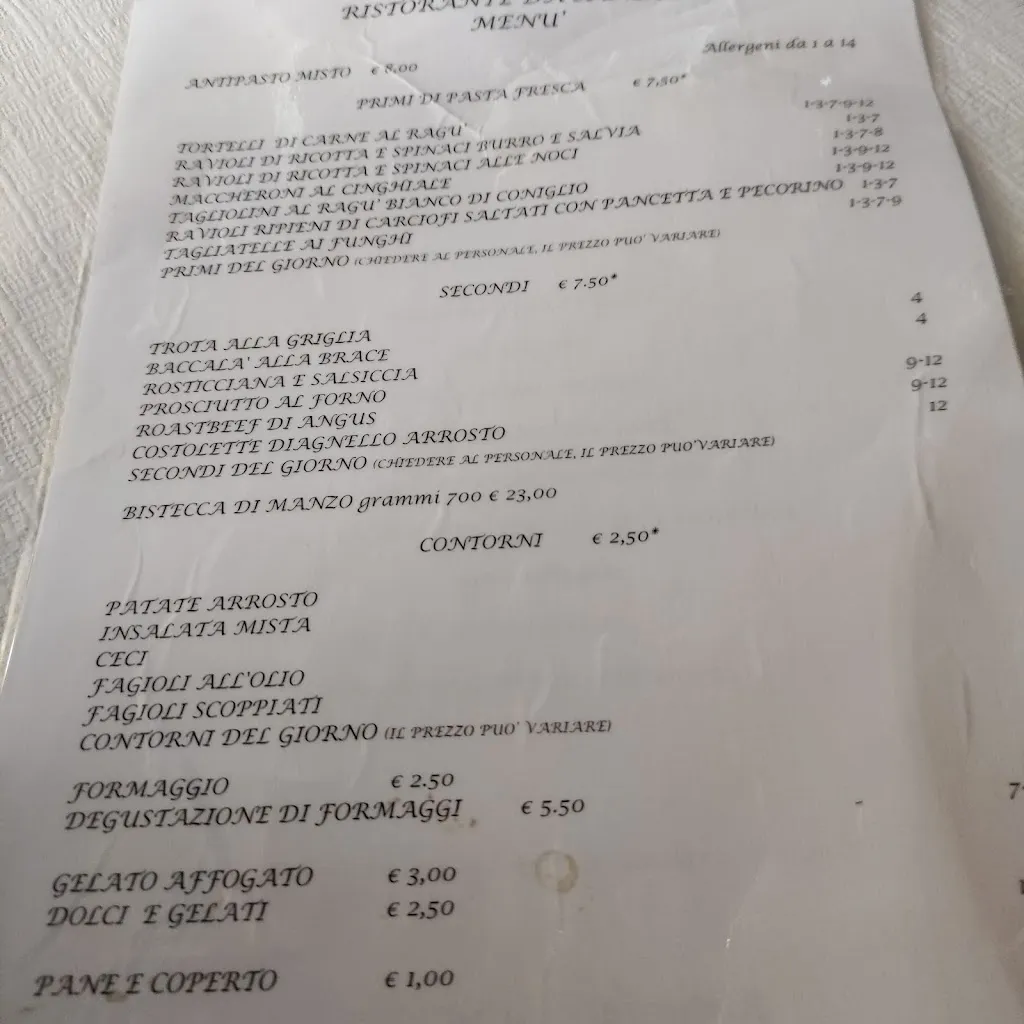 RISTORANTE
MENU'
Allergeni da 1 a 14
ANTIPASTO MISTO € 8,00
PRIMI DI PASTA FRESCA € 7,50*
TORTELLI DI CARNE AL RAGU' 1-3-7-9-12
RAVIOLI DI RICOTTA E SPINACI BURRO E SALVIA 1-3-7
RAVIOLI DI RICOTTA E SPINACI ALLE NOCI 1-3-7-8
MACCHERONI AL CINGHIALE 1-3-9-12
TAGLIOLINI AL RAGU' BIANCO DI CONIGLIO 1-3-9-12
RAVIOLI RIPIENI DI CARCIOFI SALTATI CON PANCETTA E PECORINO 1-3-7
TAGLIATELLE AI FUNGHI 1-3-7-9
PRIMI DEL GIORNO (CHIEDERE AL PERSONALE, IL PREZZO PUO' VARIARE)
SECONDI € 7.50*
TROTA ALLA GRIGLIA 4
BACCALA' ALLA BRACE 4
ROSTICCIANA E SALSICCIA
PROSCIUTTO AL FORNO 9-12
ROASTBEEF DI ANGUS 9-12
COSTOLETTE DIAGNELLO ARROSTO 12
SECONDI DEL GIORNO (CHIEDERE AL PERSONALE, IL PREZZO PUO'VARIARE)
BISTECCA DI MANZO grammi 700 € 23,00
CONTORNI € 2,50*
PATATE ARROSTO
INSALATA MISTA
CECI
FAGIOLI ALL'OLIO
FAGIOLI SCOPPIATI
CONTORNI DEL GIORNO (IL PREZZO PUO' VARIARE)
FORMAGGIO € 2.50
DEGUSTAZIONE DI FORMAGGI € 5.50
GELATO AFFOGATO € 3,00
DOLCI E GELATI € 2,50
PANE E COPERTO € 1,00